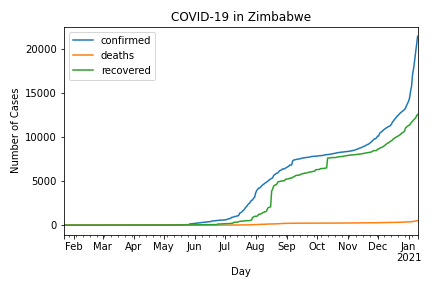 COVID-19 in Zimbabwe
confirmed
deaths
recovered
Number of Cases
20000
15000
10000
5000
0
Feb Mar Apr May Jun Jul Aug Sep Oct Nov Dec Jan
2021
Day